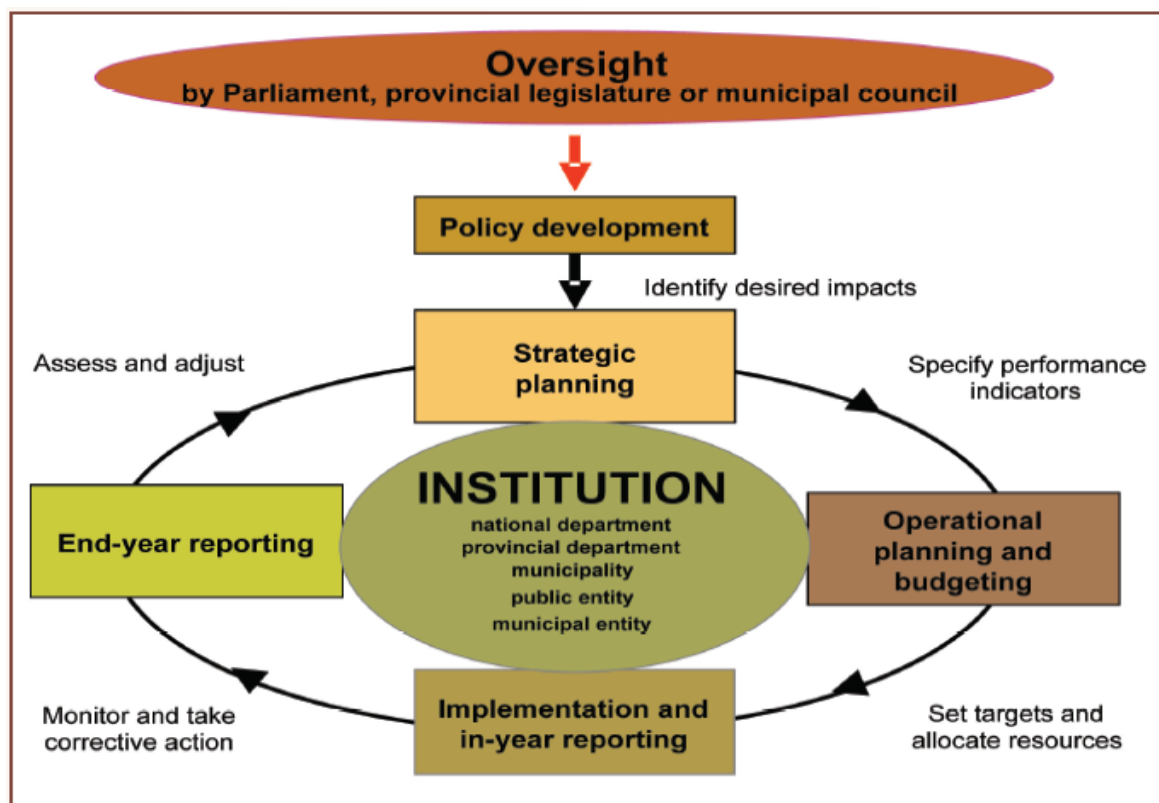 Oversight
by Parliament, provincial legislature or municipal council
Policy development
Identify desired impacts
Strategic
planning
Assess and adjust
Specify performance
indicators
INSTITUTION
national department
provincial department
municipality
public entity
municipal entity
End-year reporting
Operational
planning and
budgeting
Monitor and take
corrective action
Implementation and
in-year reporting
Set targets and
allocate resources